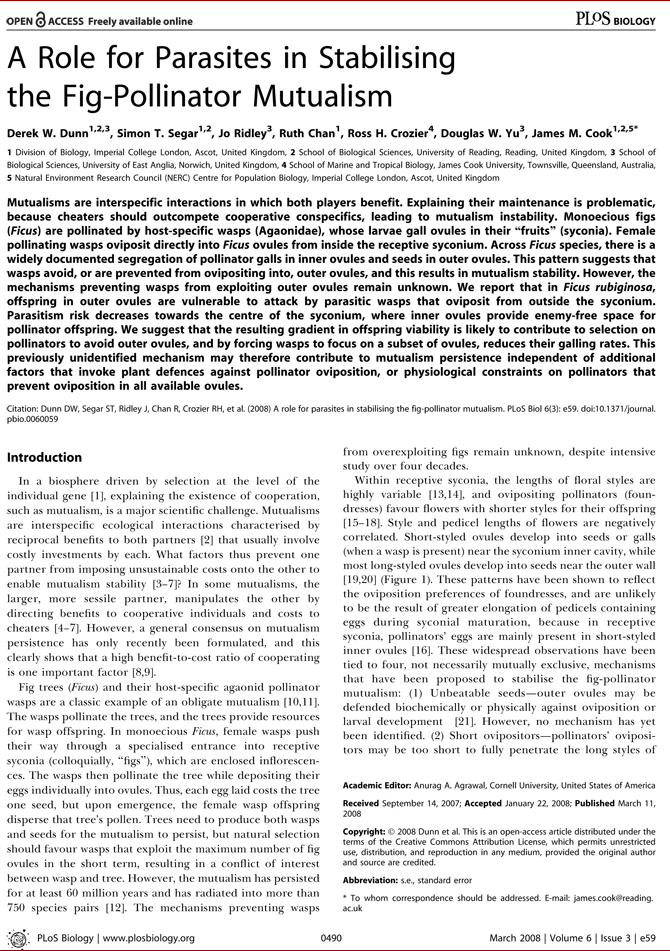 OPEN ACCESS Freely available online
PLoS BIOLOGY
A Role for Parasites in Stabilising
the Fig-Pollinator Mutualism
Derek W. Dunn1,2,3, Simon T. Segar1,2, Jo Ridley3, Ruth Chan1, Ross H. Crozier4, Douglas W. Yu3, James M. Cook1,2,5*
1 Division of Biology, Imperial College London, Ascot, United Kingdom, 2 School of Biological Sciences, University of Reading, Reading, United Kingdom, 3 School of
Biological Sciences, University of East Anglia, Norwich, United Kingdom, 4 School of Marine and Tropical Biology, James Cook University, Townsville, Queensland, Australia,
5 Natural Environment Research Council (NERC) Centre for Population Biology, Imperial College London, Ascot, United Kingdom
Mutualisms are interspecific interactions in which both players benefit. Explaining their maintenance is problematic,
because cheaters should outcompete cooperative conspecifics, leading to mutualism instability. Monoecious figs
(Ficus) are pollinated by host-specific wasps (Agaonidae), whose larvae gall ovules in their “fruits” (syconia). Female
pollinating wasps oviposit directly into Ficus ovules from inside the receptive syconium. Across Ficus species, there is a
widely documented segregation of pollinator galls in inner ovules and seeds in outer ovules. This pattern suggests that
wasps avoid, or are prevented from ovipositing into, outer ovules, and this results in mutualism stability. However, the
mechanisms preventing wasps from exploiting outer ovules remain unknown. We report that in Ficus rubiginosa,
offspring in outer ovules are vulnerable to attack by parasitic wasps that oviposit from outside the syconium.
Parasitism risk decreases towards the centre of the syconium, where inner ovules provide enemy-free space for
pollinator offspring. We suggest that the resulting gradient in offspring viability is likely to contribute to selection on
pollinators to avoid outer ovules, and by forcing wasps to focus on a subset of ovules, reduces their galling rates. This
previously unidentified mechanism may therefore contribute to mutualism persistence independent of additional
factors that invoke plant defences against pollinator oviposition, or physiological constraints on pollinators that
prevent oviposition in all available ovules.
Citation: Dunn DW, Segar ST, Ridley J, Chan R, Crozier RH, et al. (2008) A role for parasites in stabilising the fig-pollinator mutualism. PLoS Biol 6(3): e59. doi:10.1371/journal.
pbio.0060059
Introduction
In a biosphere driven by selection at the level of the
individual gene [1], explaining the existence of cooperation,
such as mutualism, is a major scientific challenge. Mutualisms
are interspecific ecological interactions characterised by
reciprocal benefits to both partners [2] that usually involve
costly investments by each. What factors thus prevent one
partner from imposing unsustainable costs onto the other to
enable mutualism stability [3–7]? In some mutualisms, the
larger, more sessile partner, manipulates the other by
directing benefits to cooperative individuals and costs to
cheaters [4–7]. However, a general consensus on mutualism
persistence has only recently been formulated, and this
clearly shows that a high benefit-to-cost ratio of cooperating
is one important factor [8,9].
Fig trees (Ficus) and their host-specific agaonid pollinator
wasps are a classic example of an obligate mutualism [10,11].
The wasps pollinate the trees, and the trees provide resources
for wasp offspring. In monoecious Ficus, female wasps push
their way through a specialised entrance into receptive
syconia (colloquially, “figs”), which are enclosed inflorescen-
ces. The wasps then pollinate the tree while depositing their
eggs individually into ovules. Thus, each egg laid costs the tree
one seed, but upon emergence, the female wasp offspring
disperse that tree's pollen. Trees need to produce both wasps
and seeds for the mutualism to persist, but natural selection
should favour wasps that exploit the maximum number of fig
ovules in the short term, resulting in a conflict of interest
between wasp and tree. However, the mutualism has persisted
for at least 60 million years and has radiated into more than
750 species pairs [12]. The mechanisms preventing wasps
from overexploiting figs remain unknown, despite intensive
study over four decades.
Within receptive syconia, the lengths of floral styles are
highly variable [13,14], and ovipositing pollinators (foun-
dresses) favour flowers with shorter styles for their offspring
[15–18]. Style and pedicel lengths of flowers are negatively
correlated. Short-styled ovules develop into seeds or galls
(when a wasp is present) near the syconium inner cavity, while
most long-styled ovules develop into seeds near the outer wall
[19,20] (Figure 1). These patterns have been shown to reflect
the oviposition preferences of foundresses, and are unlikely
to be the result of greater elongation of pedicels containing
eggs during syconial maturation, because in receptive
syconia, pollinators' eggs are mainly present in short-styled
inner ovules [16]. These widespread observations have been
tied to four, not necessarily mutually exclusive, mechanisms
that have been proposed to stabilise the fig-pollinator
mutualism: (1) Unbeatable seeds—outer ovules may be
defended biochemically or physically against oviposition or
larval development [21]. However, no mechanism has yet
been identified. (2) Short ovipositors—pollinators' oviposi-
tors may be too short to fully penetrate the long styles of
Academic Editor: Anurag A. Agrawal, Cornell University, United States of America
Received September 14, 2007; Accepted January 22, 2008; Published March 11,
2008
Copyright: © 2008 Dunn et al. This is an open-access article distributed under the
terms of the Creative Commons Attribution License, which permits unrestricted
use, distribution, and reproduction in any medium, provided the original author
and source are credited.
Abbreviation: s.e., standard error
* To whom correspondence should be addressed. E-mail: james.cook@reading.
ac.uk
PLoS Biology | www.plosbiology.org
0490
March 2008 | Volume 6 | Issue 3 | e59